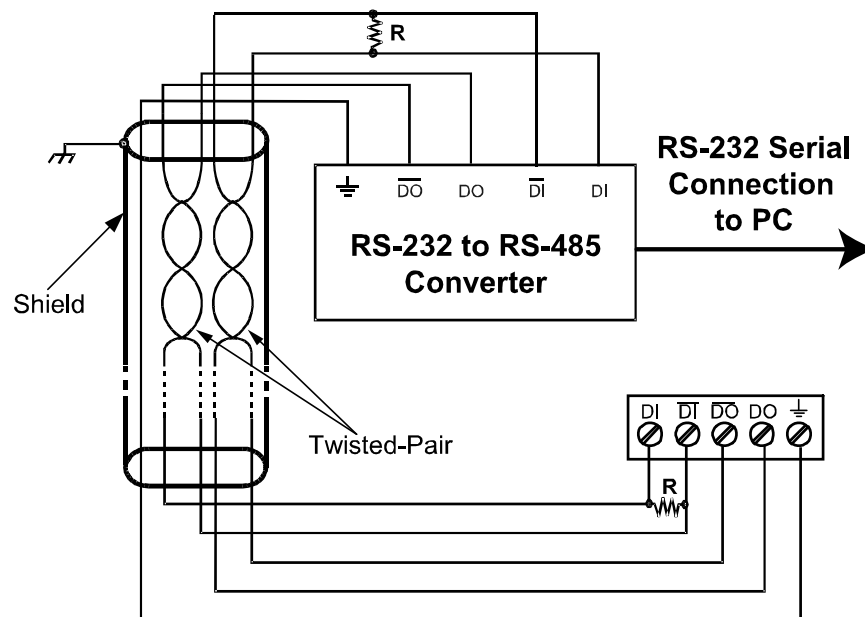 R
DO DO DI DI
RS-232 to RS-485
Converter
RS-232 Serial
Connection
to PC
Shield
Twisted-Pair
DI DI DO DO
R